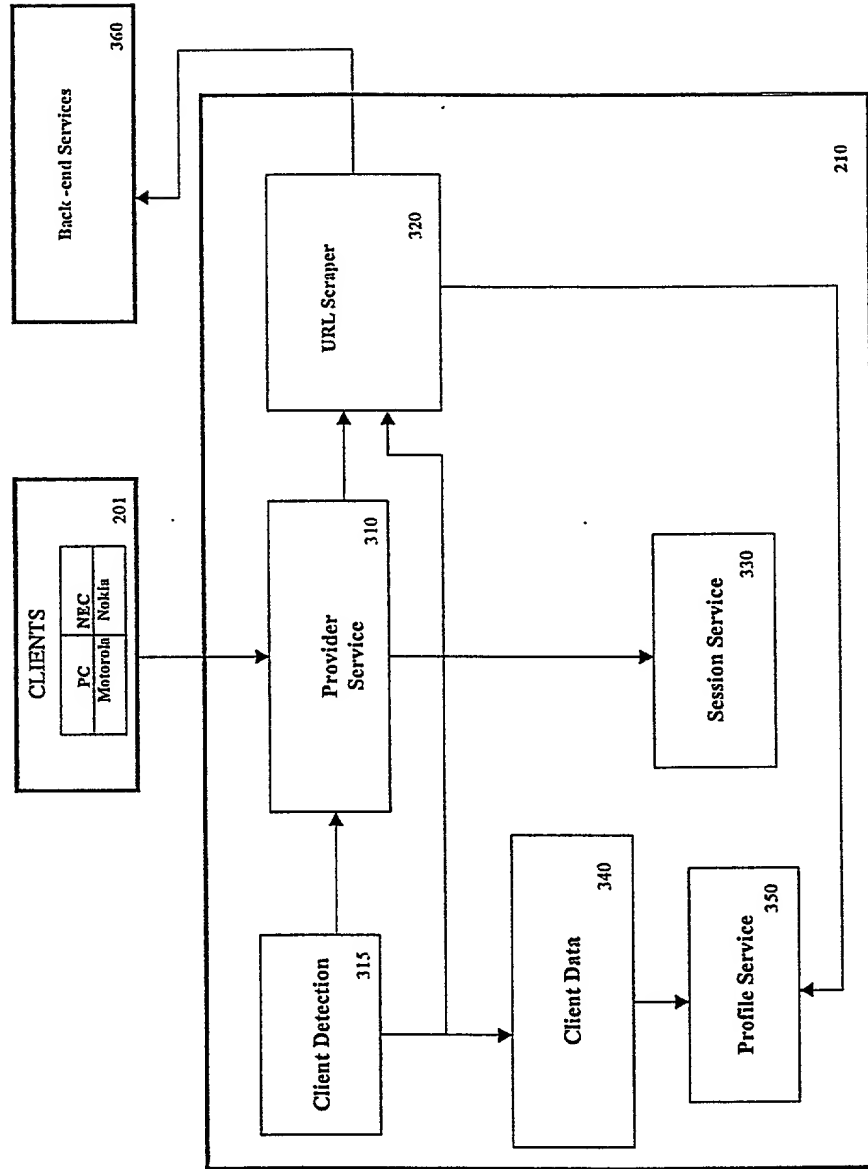 Back -end Services
360
CLIENTS
PC NEC
Motorola Nokia
201
URL Scraper
320
210
Provider
Service
310
Session Service
330
Client Detection
315
Client Data
340
Profile Service
350